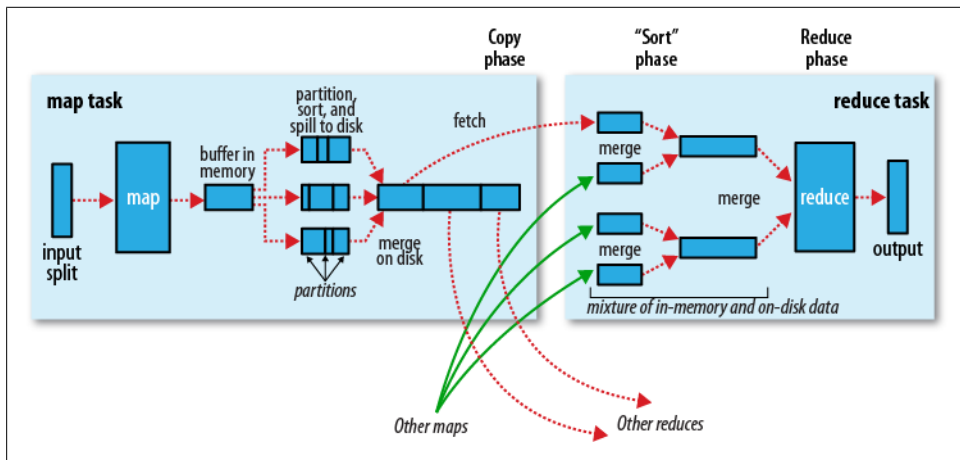 Copy
phase
“Sort”
phase
Reduce
phase
map task
partition,
sort, and
spill to disk
fetch
reduce task
buffer in
memory
map
merge
merge
reduce
input
split
merge
on disk
merge
output
partitions
mixture of in-memory and on-disk data
Other maps
Other reduces